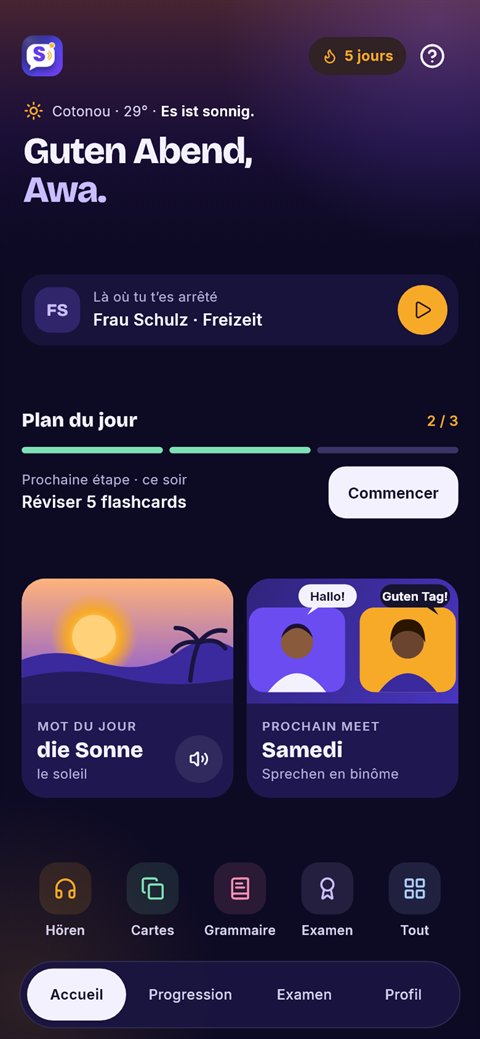 S
5 jours
Cotonou · 29° · Es ist sonnig.
Guten Abend,
Awa.
FS
Là où tu t’es arrêté
Frau Schulz · Freizeit
Plan du jour
2 / 3
Prochaine étape · ce soir
Réviser 5 flashcards
Commencer
Hallo!
Guten Tag!
MOT DU JOUR
die Sonne
le soleil
PROCHAIN MEET
Samedi
Sprechen en binôme
Hören
Cartes
Grammaire
Examen
Tout
Accueil
Progression
Examen
Profil